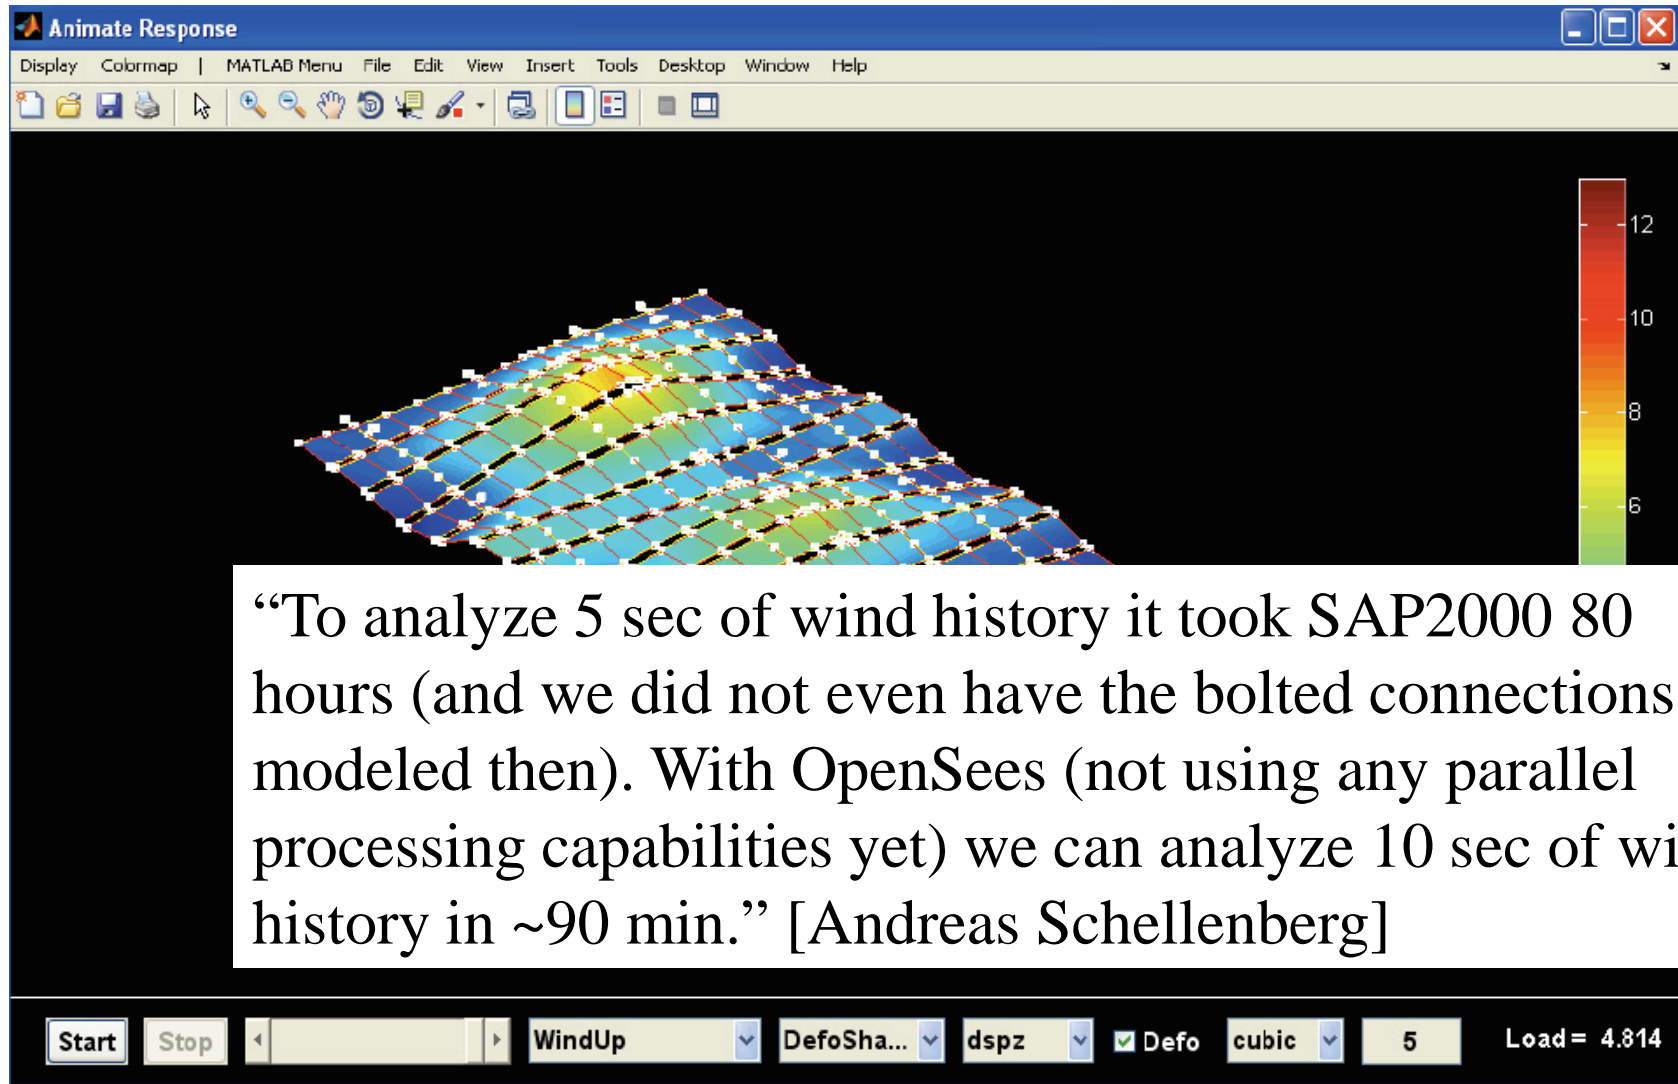 Animate Response
Display Colormap | MATLAB Menu File Edit View Insert Tools Desktop Window Help
12
10
8
6
“To analyze 5 sec of wind history it took SAP2000 80
hours (and we did not even have the bolted connections
modeled then). With OpenSees (not using any parallel
processing capabilities yet) we can analyze 10 sec of wi
history in ~90 min.” [Andreas Schellenberg]
Start Stop WindUp DefoSha... dspz Defo cubic 5 Load = 4.814